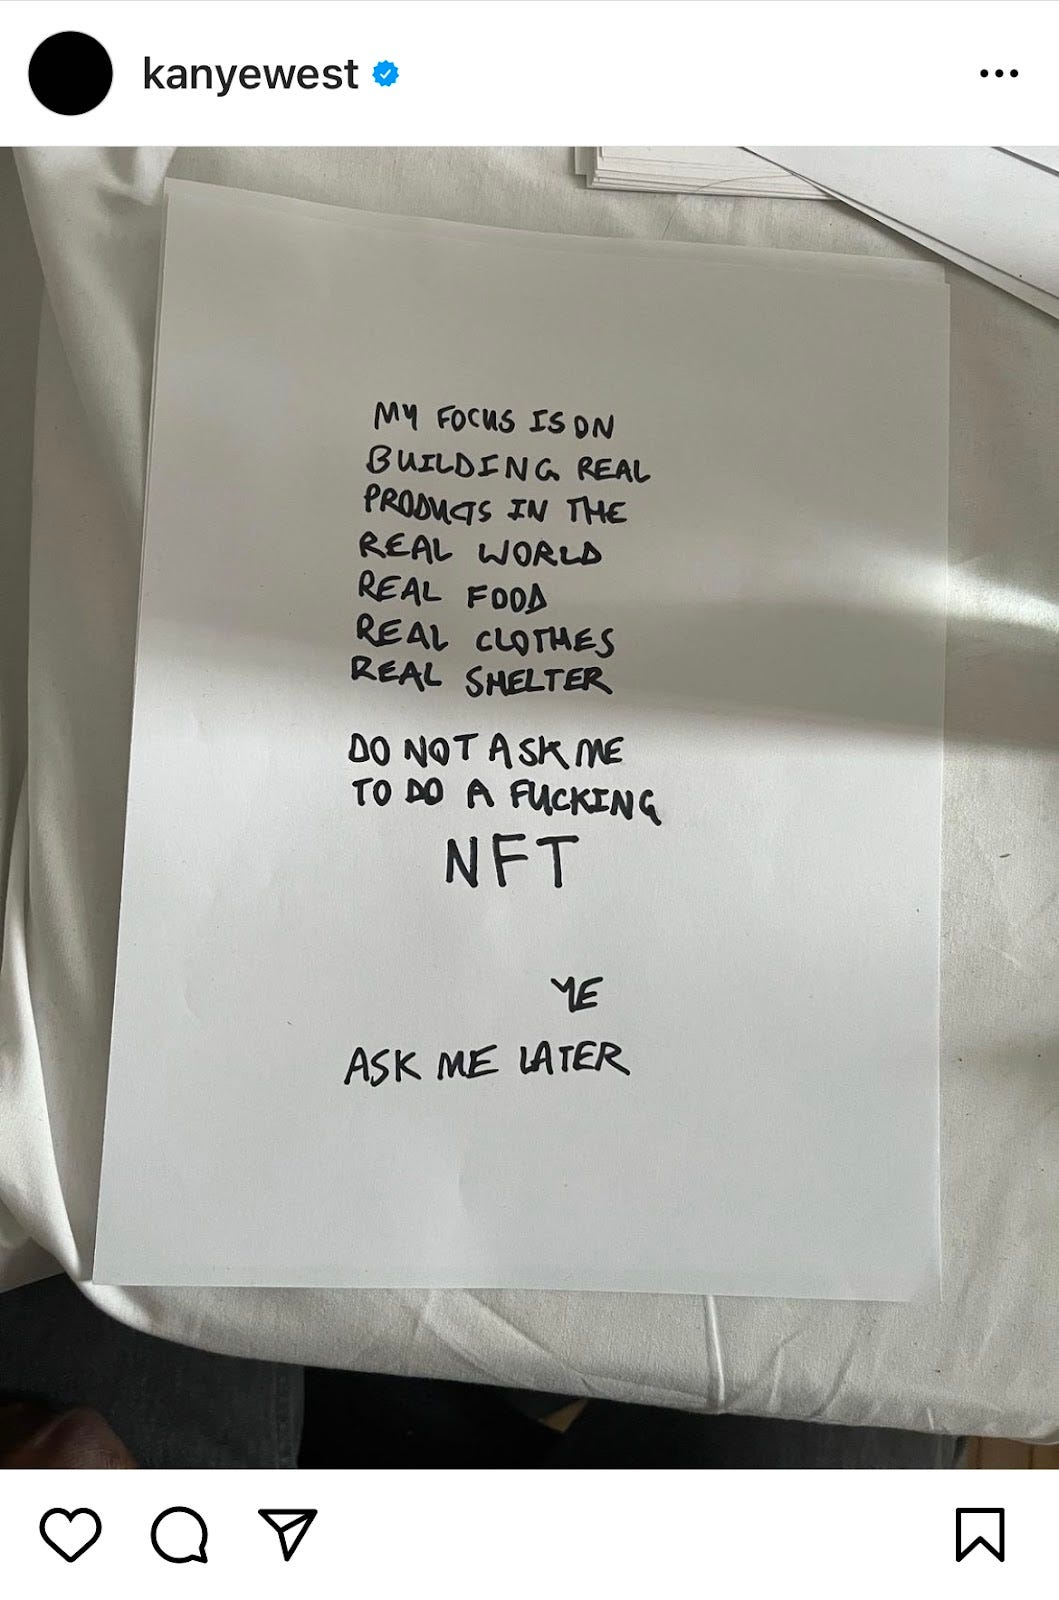 kanyewest
MY FOCUS IS ON
BUILDING REAL
PRODUCTS IN THE
REAL WORLD
REAL FOOD
REAL CLOTHES
REAL SHELTER
DO NOT ASK ME
TO DO A FUCKING
NFT
YE
ASK ME LATER